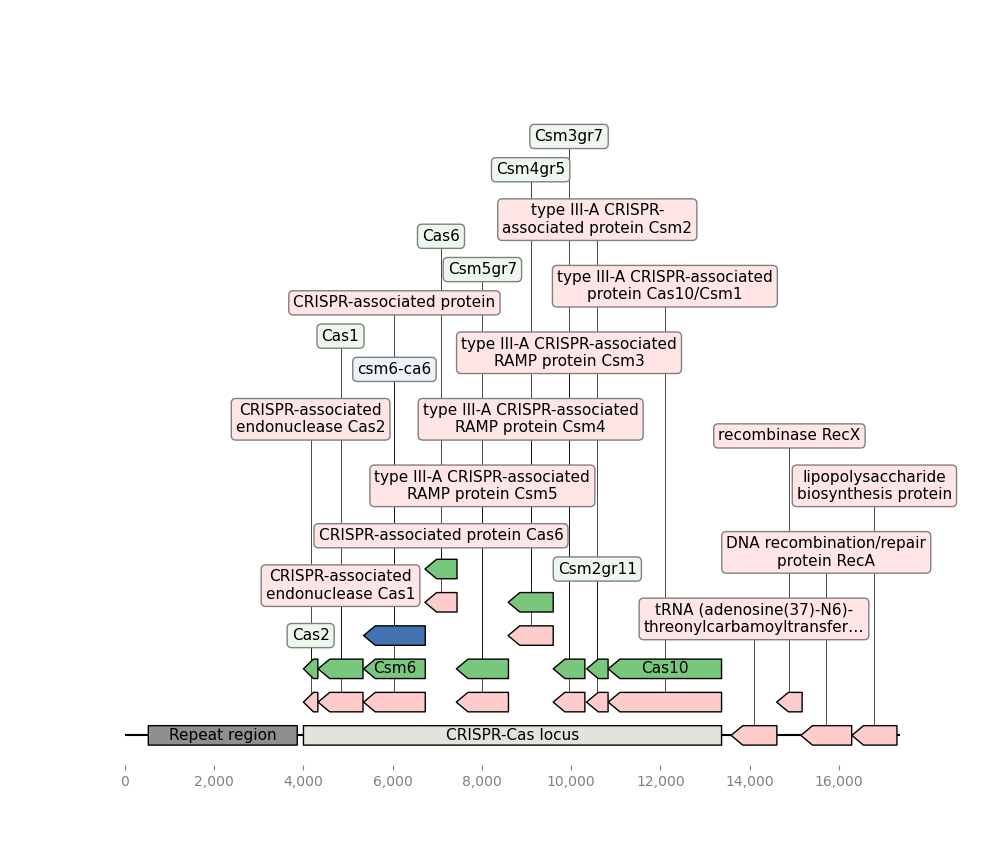 Csm3gr7
Csm4gr5
type III-A CRISPR-
associated protein Csm2
Cas6
Csm5gr7
type III-A CRISPR-associated
protein Cas10/Csm1
CRISPR-associated protein
Cas1
type III-A CRISPR-associated
RAMP protein Csm3
csm6-ca6
CRISPR-associated
endonuclease Cas2
type III-A CRISPR-associated
RAMP protein Csm4
recombinase RecX
type III-A CRISPR-associated
RAMP protein Csm5
lipopolysaccharide
biosynthesis protein
CRISPR-associated protein Cas6
DNA recombination/repair
protein RecA
Csm2gr11
CRISPR-associated
endonuclease Cas1
tRNA (adenosine(37)-N6)-
threonylcarbamoyltransfer...
Cas2
Csm6
Cas10
Repeat region
CRISPR-Cas locus
0
2,000
4,000
6,000
8,000
10,000
12,000
14,000
16,000